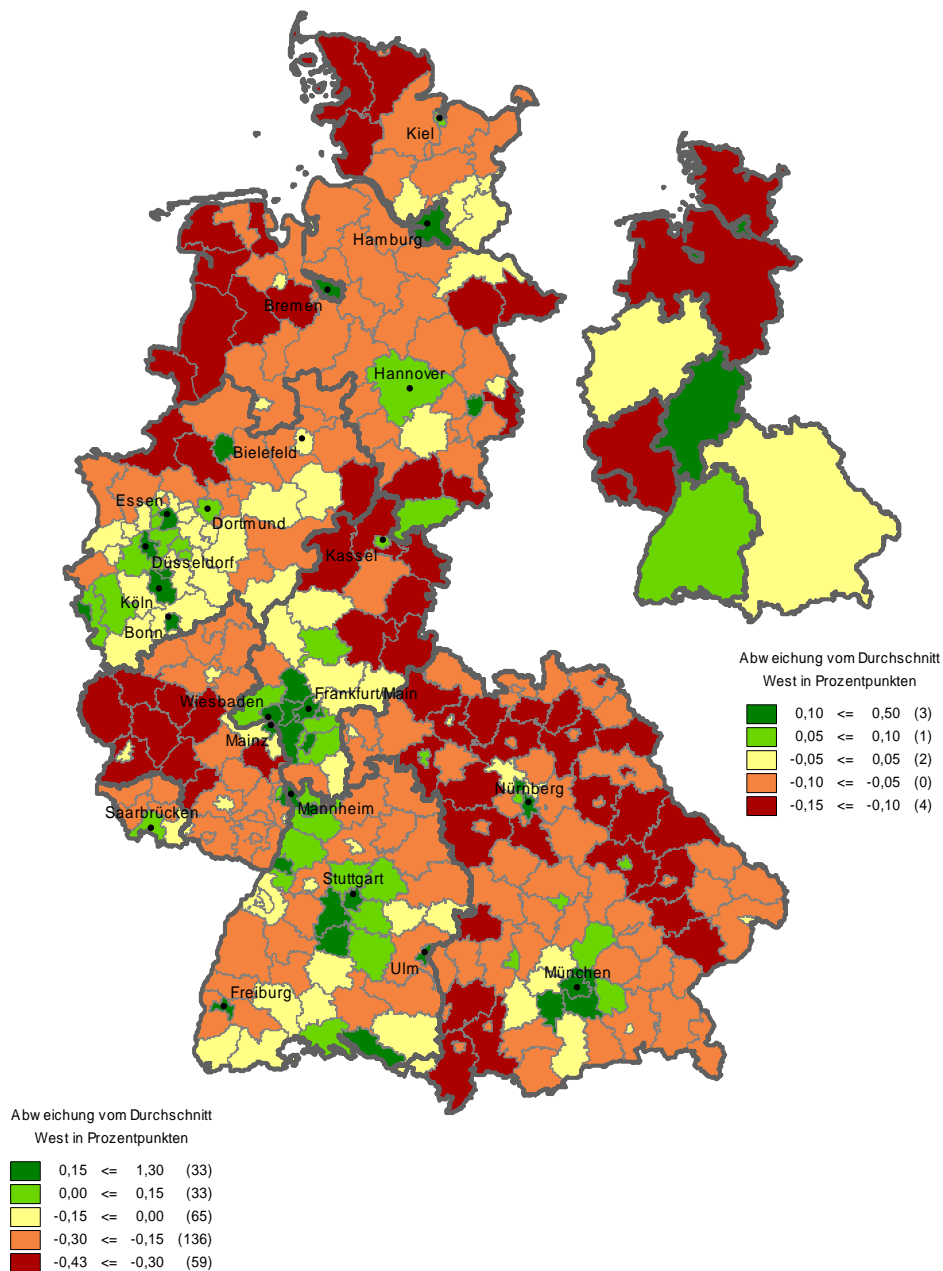 Kiel
Hamburg
Bremen
Hannover
Bielefeld
Essen
Dortmund
Düsseldorf
Kassel
Köln
Bonn
Wiesbaden
Frankfurt/Main
Mainz
Nürnberg
Saarbrücken
Mannheim
Stuttgart
Ulm
München
Freiburg
Abweichung vom Durchschnitt
West in Prozentpunkten
0,10 <= 0,50 (3)
0,05 <= 0,10 (1)
-0,05 <= 0,05 (2)
-0,10 <= -0,05 (0)
-0,15 <= -0,10 (4)
Abweichung vom Durchschnitt
West in Prozentpunkten
0,15 <= 1,30 (33)
0,00 <= 0,15 (33)
-0,15 <= 0,00 (65)
-0,30 <= -0,15 (136)
-0,43 <= -0,30 (59)